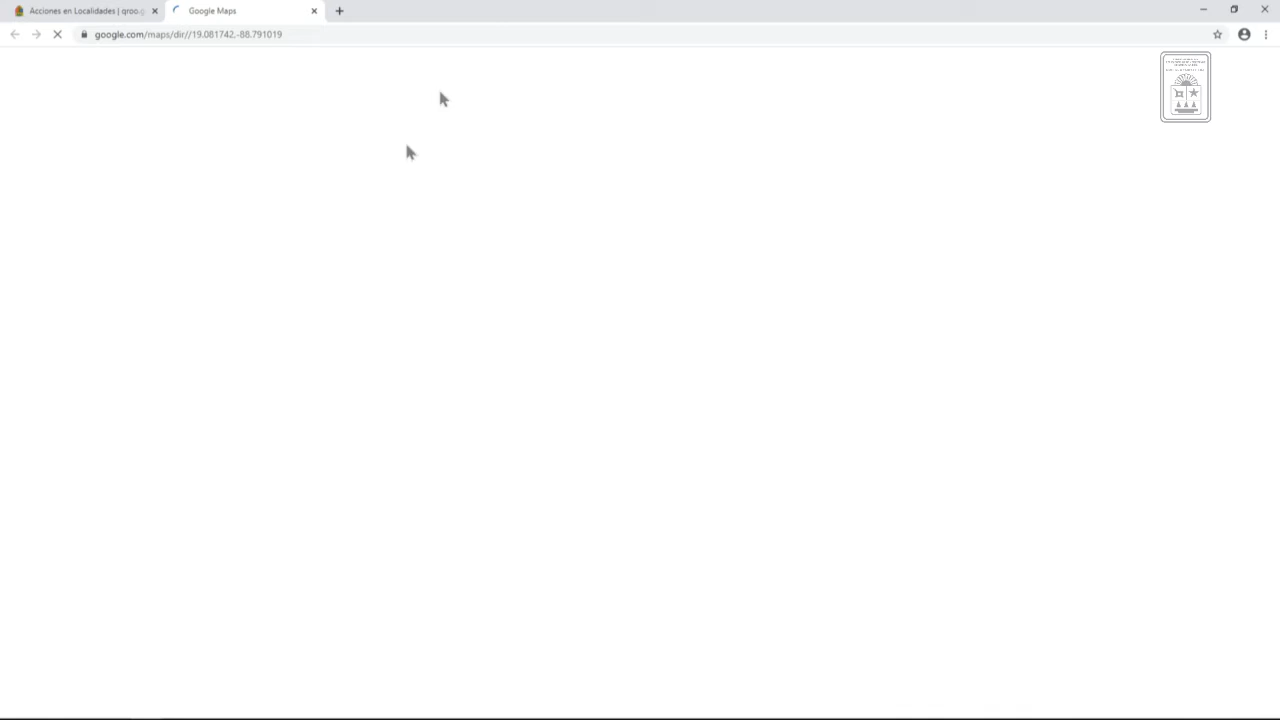 Acciones en Localidades | qroo.g
Google Maps
google.com/maps/dir//19.081742,-88.791019